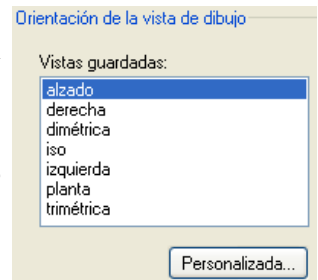 Orientación de la vista de dibujo
Vistas guardadas:
alzado
derecha
dimétrica
iso
izquierda
planta
trimétrica
Personalizada...